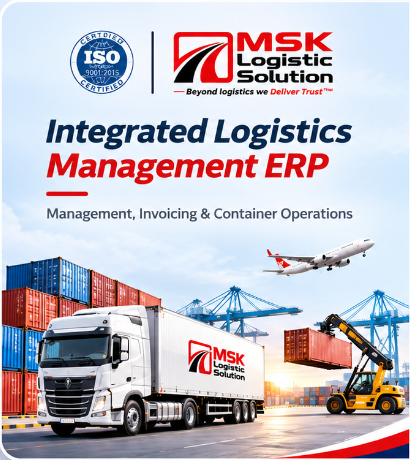 CERTIFIED
ISO
9001:2015
CERTIFIED
MSK
Logistic
Solution
Beyond logistics we Deliver Trust
Integrated Logistics
Management ERP
Management, Invoicing & Container Operations
MSK
Logistic
Solution